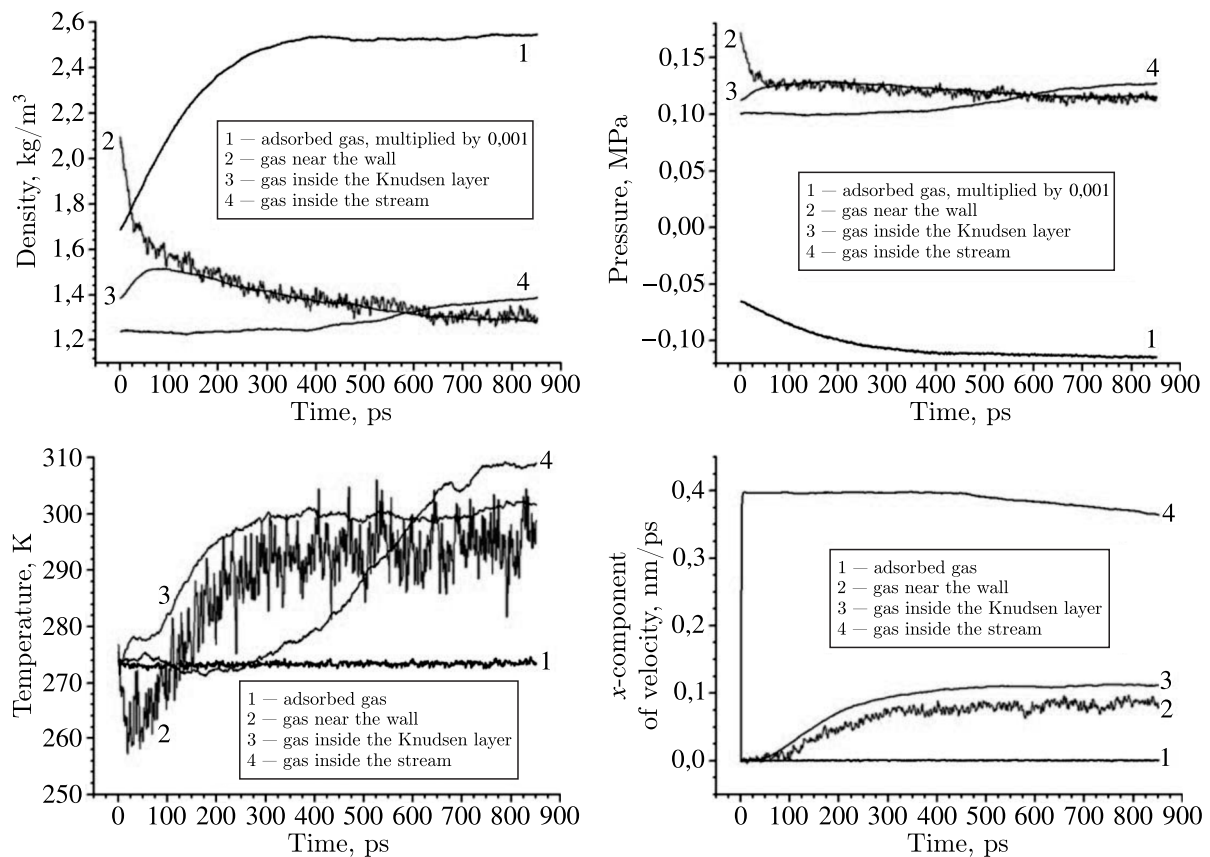 Density, kg/m³
2,6
2,4
2,2
2,0
1,8
1,6
1,4
1,2
2
3
1
4
1 — adsorbed gas, multiplied by 0,001
2 — gas near the wall
3 — gas inside the Knudsen layer
4 — gas inside the stream
0 100 200 300 400 500 600 700 800 900
Time, ps
Pressure, MPa
0,15
0,10
0,05
0,00
−0,05
−0,10
2
3
4
1
1 — adsorbed gas, multiplied by 0,001
2 — gas near the wall
3 — gas inside the Knudsen layer
4 — gas inside the stream
0 100 200 300 400 500 600 700 800 900
Time, ps
Temperature, K
310
300
290
280
270
260
250
3
2
4
1
1 — adsorbed gas
2 — gas near the wall
3 — gas inside the Knudsen layer
4 — gas inside the stream
0 100 200 300 400 500 600 700 800 900
Time, ps
x-component
of velocity, nm/ps
0,4
0,3
0,2
0,1
0,0
4
3
2
1
1 — adsorbed gas
2 — gas near the wall
3 — gas inside the Knudsen layer
4 — gas inside the stream
0 100 200 300 400 500 600 700 800 900
Time, ps